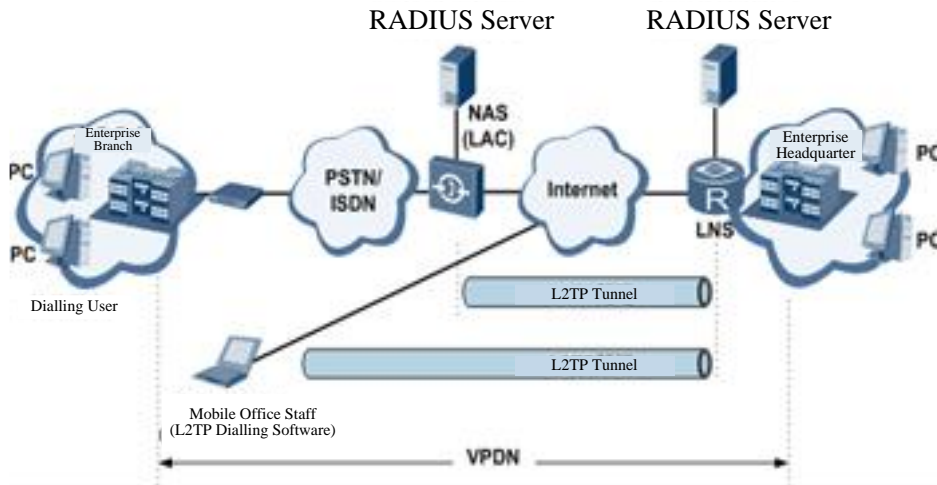 RADIUS Server
RADIUS Server
NAS
(LAC)
Enterprise
Branch
Enterprise
Headquarter
PC
PC
PSTN/
ISDN
Internet
R
LNS
PC
PC
Dialling User
L2TP Tunnel
L2TP Tunnel
Mobile Office Staff
(L2TP Dialling Software)
VPDN